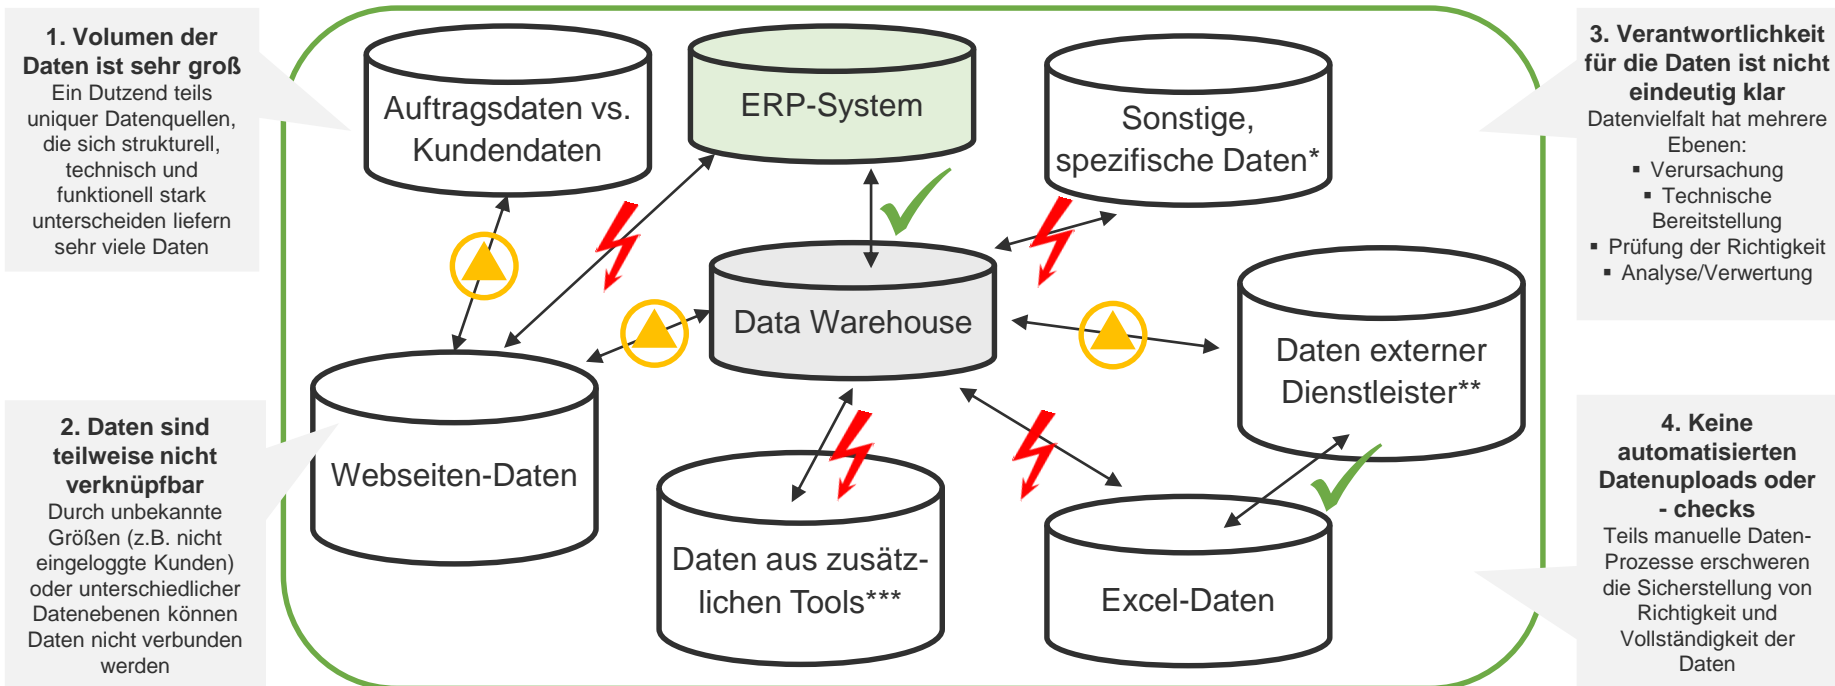 1. Volumen der
Daten ist sehr groß
Ein Dutzend teils
uniquer Datenquellen,
die sich strukturell,
technisch und
funktionell stark
unterscheiden liefern
sehr viele Daten
2. Daten sind
teilweise nicht
verknüpfbar
Durch unbekannte
Größen (z.B. nicht
eingeloggte Kunden)
oder unterschiedlicher
Datenebenen können
Daten nicht verbunden
werden
Auftragsdaten vs.
Kundendaten
ERP-System
Sonstige,
spezifische Daten*
Data Warehouse
Daten externer
Dienstleister**
Webseiten-Daten
Daten aus zusätz-
lichen Tools***
Excel-Daten
3. Verantwortlichkeit
für die Daten ist nicht
eindeutig klar
Datenvielfalt hat mehrere
Ebenen:
▪ Verursachung
▪ Technische
Bereitstellung
▪ Prüfung der Richtigkeit
▪ Analyse/Verwertung
4. Keine
automatisierten
Datenuploads oder
- checks
Teils manuelle Daten-
Prozesse erschweren
die Sicherstellung von
Richtigkeit und
Vollständigkeit der
Daten